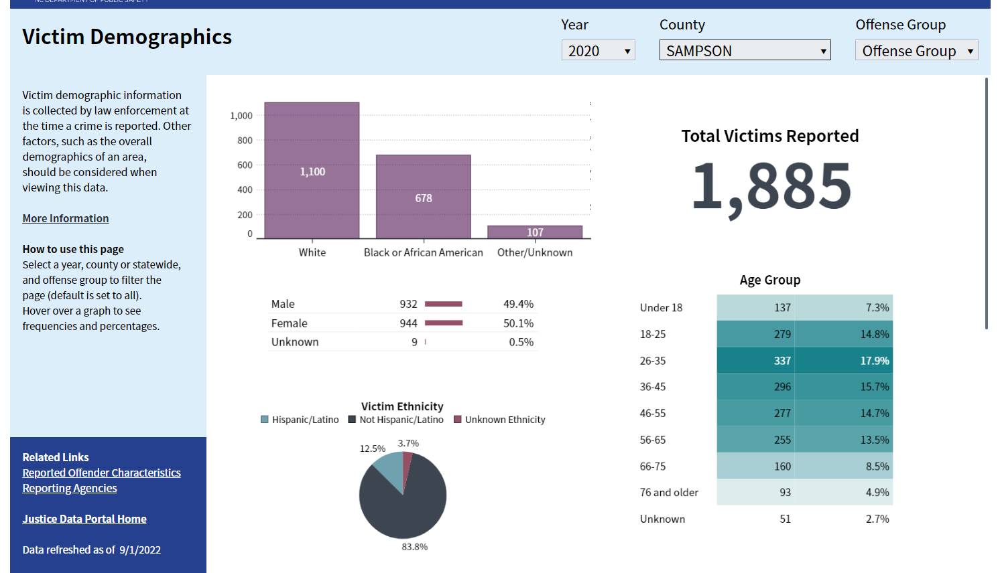 NC DEPARTMENT OF PUBLIC SAFETY
Victim Demographics
Year
County
Offense Group
2020
SAMPSON
Offense Group
Victim demographic information
is collected by law enforcement at
the time a crime is reported. Other
factors, such as the overall
demographics of an area,
should be considered when
viewing this data.
More Information
How to use this page
Select a year, county or statewide,
and offense group to filter the
page (default is set to all).
Hover over a graph to see
frequencies and percentages.
Related Links
Reported Offender Characteristics
Reporting Agencies
Justice Data Portal Home
Data refreshed as of 9/1/2022
1,000
800
600
400
200
0
1,100
678
107
White
Black or African American
Other/Unknown
Male 932 49.4%
Female 944 50.1%
Unknown 9 0.5%
Victim Ethnicity
Hispanic/Latino Not Hispanic/Latino Unknown Ethnicity
12.5%
3.7%
83.8%
Total Victims Reported
1,885
Age Group
Under 18 137 7.3%
18-25 279 14.8%
26-35 337 17.9%
36-45 296 15.7%
46-55 277 14.7%
56-65 255 13.5%
66-75 160 8.5%
76 and older 93 4.9%
Unknown 51 2.7%